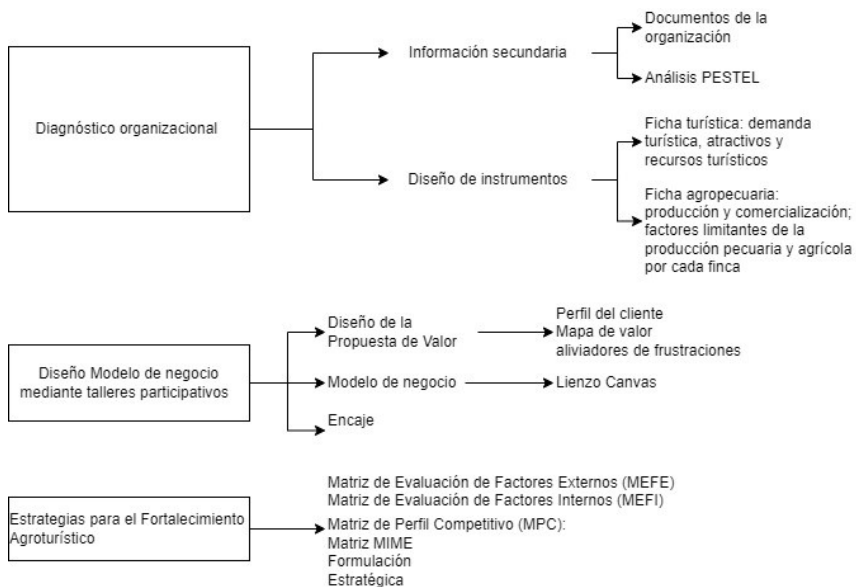 Diagnóstico organizacional
Información secundaria
Documentos de la
organización
Análisis PESTEL
Diseño de instrumentos
Ficha turística: demanda
turística, atractivos y
recursos turísticos
Ficha agropecuaria:
producción y comercialización;
factores limitantes de la
producción pecuaria y agrícola
por cada finca
Diseño Modelo de negocio
mediante talleres participativos
Diseño de la
Propuesta de Valor
Perfil del cliente
Mapa de valor
aliviadores de frustraciones
Modelo de negocio
Lienzo Canvas
Encaje
Estrategias para el Fortalecimiento
Agroturístico
Matriz de Evaluación de Factores Externos (MEFE)
Matriz de Evaluación de Factores Internos (MEFI)
Matriz de Perfil Competitivo (MPC):
Matriz MIME
Formulación
Estratégica